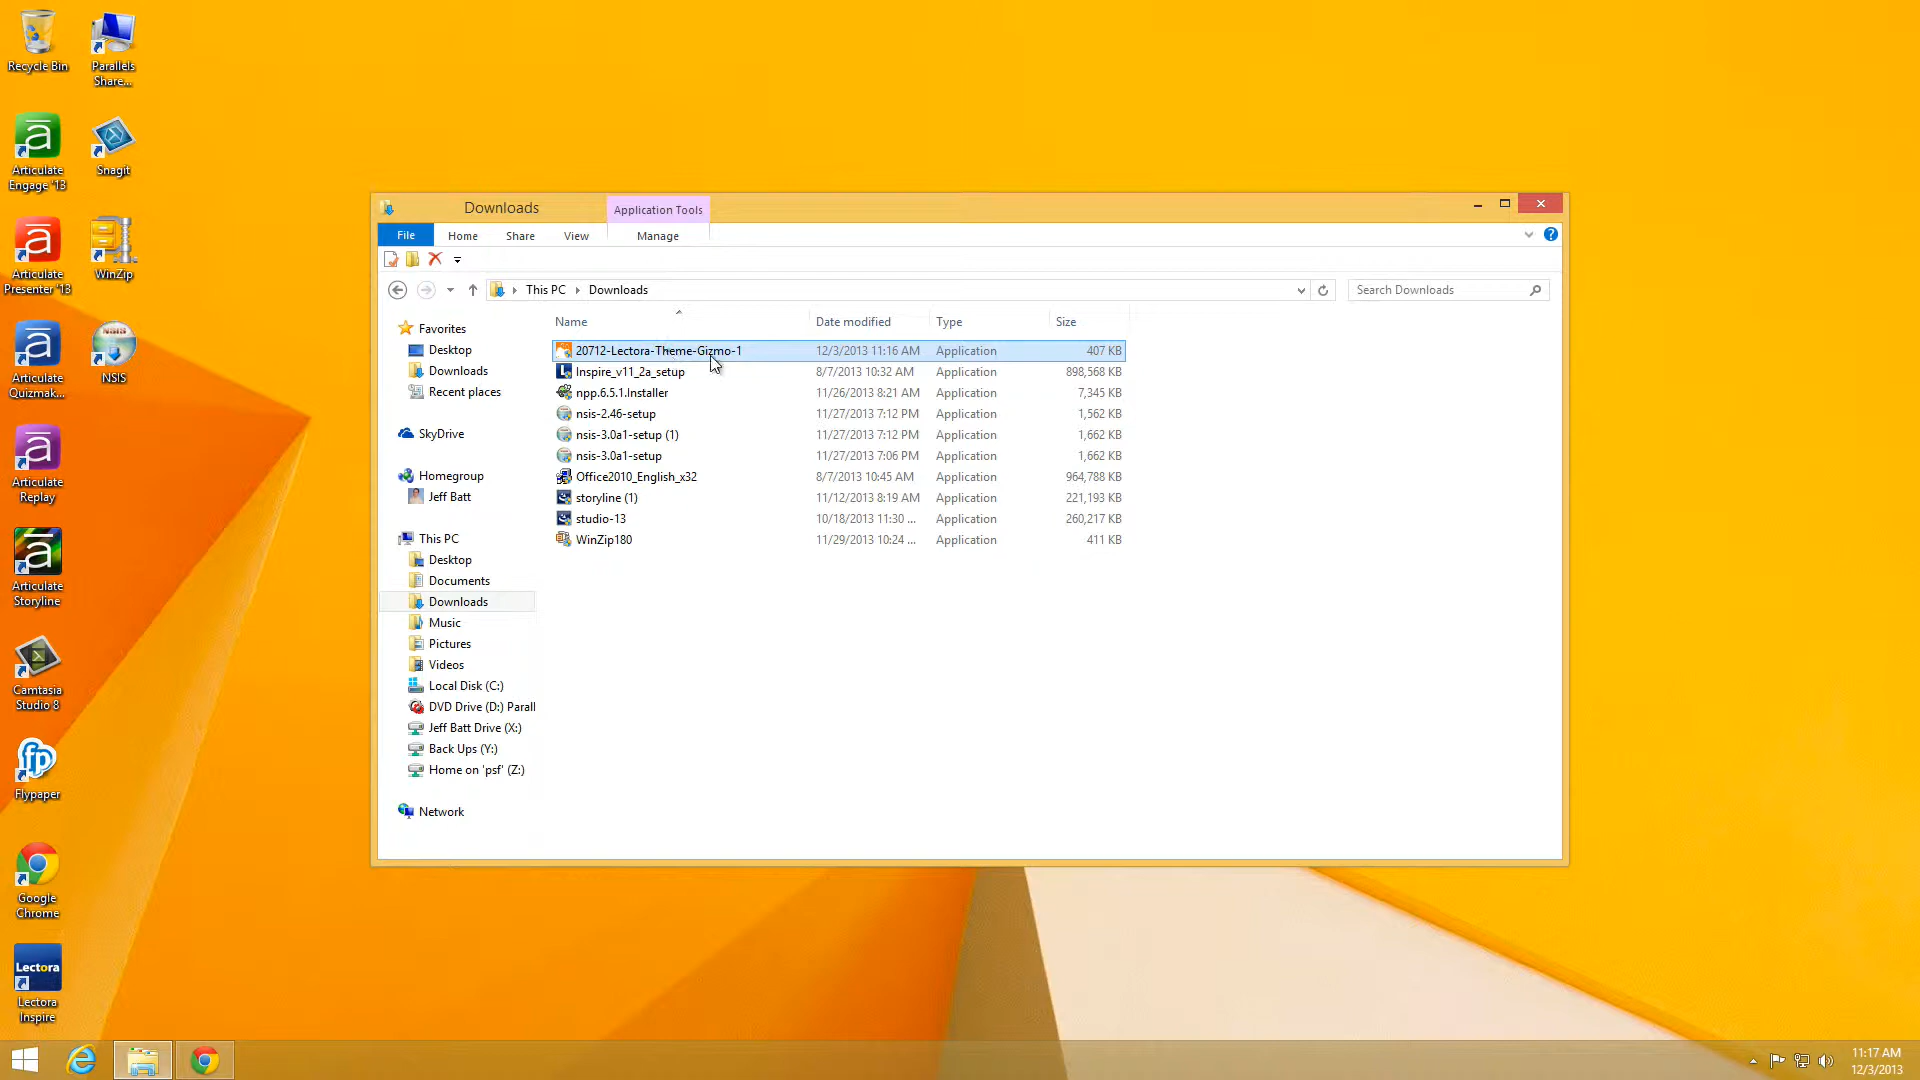 Recycle Bin
Parallels
Share...
Articulate
Engage '13
Snagit
Articulate
Presenter '13
WinZip
Articulate
Quizmak...
NSIS
Articulate
Replay
Articulate
Storyline
Camtasia
Studio 8
Flypaper
Google
Chrome
Lectora
Lectora
Inspire
Downloads
Application Tools
File
Home
Share
View
Manage
This PC
Downloads
Search Downloads
Name
Date modified
Type
Size
20712-Lectora-Theme-Gizmo-1 12/3/2013 11:16 AM Application 407 KB
Inspire_v11_2a_setup 8/7/2013 10:32 AM Application 898,568 KB
npp.6.5.1.Installer 11/26/2013 8:21 AM Application 7,345 KB
nsis-2.46-setup 11/27/2013 7:12 PM Application 1,562 KB
nsis-3.0a1-setup (1) 11/27/2013 7:12 PM Application 1,662 KB
nsis-3.0a1-setup 11/27/2013 7:06 PM Application 1,662 KB
Office2010_English_x32 8/7/2013 10:45 AM Application 964,788 KB
storyline (1) 11/12/2013 8:19 AM Application 221,193 KB
studio-13 10/18/2013 11:30 ... Application 260,217 KB
WinZip180 11/29/2013 10:24 ... Application 411 KB
Favorites
Desktop
Downloads
Recent places
SkyDrive
Homegroup
Jeff Batt
This PC
Desktop
Documents
Downloads
Music
Pictures
Videos
Local Disk (C:)
DVD Drive (D:) Parall
Jeff Batt Drive (X:)
Back Ups (Y:)
Home on 'psf' (Z:)
Network
11:17 AM
12/3/2013